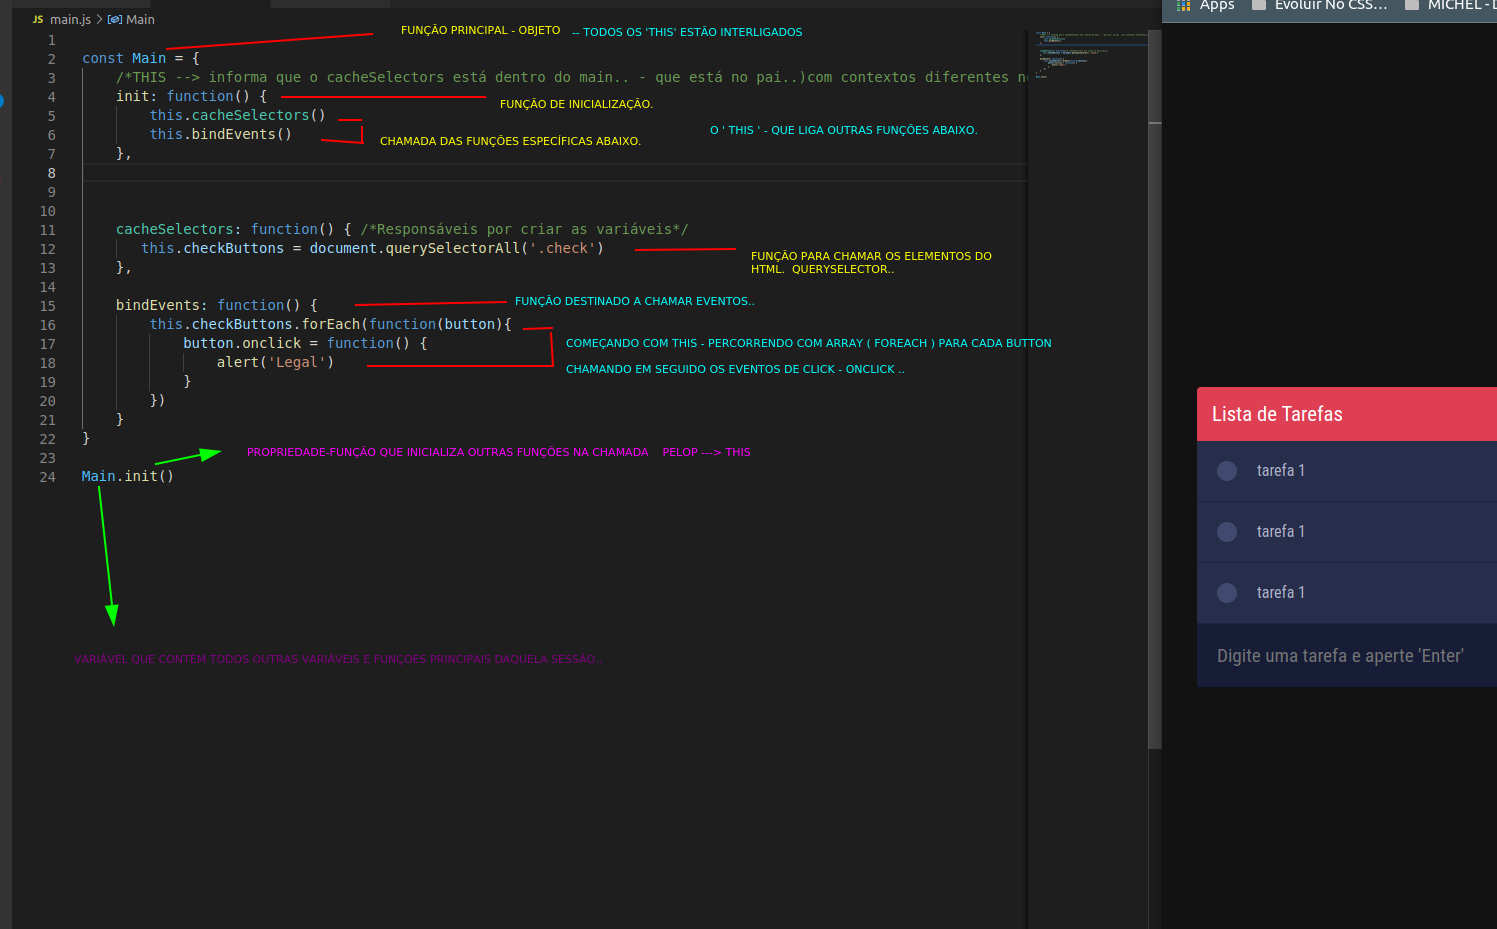 JS main.js > Main
Apps Evoluir No CSS... MICHEL - D
FUNÇÃO PRINCIPAL - OBJETO -- TODOS OS 'THIS' ESTÃO INTERLIGADOS
1
2 const Main = {
3 /*THIS --> informa que o cacheSelectors está dentro do main.. - que está no pai..)com contextos diferentes n
4 init: function() {
FUNÇÃO DE INICIALIZAÇÃO.
5 this.cacheSelectors()
6 this.bindEvents()
O ' THIS ' - QUE LIGA OUTRAS FUNÇÕES ABAIXO.
CHAMADA DAS FUNÇÕES ESPECÍFICAS ABAIXO.
7 },
8
9
10
11 cacheSelectors: function() { /*Responsáveis por criar as variáveis*/
12 this.checkButtons = document.querySelectorAll('.check')
FUNÇÃO PARA CHAMAR OS ELEMENTOS DO
HTML. QUERYSELECTOR..
13 },
14
15 bindEvents: function() {
FUNÇÃO DESTINADO A CHAMAR EVENTOS..
16 this.checkButtons.forEach(function(button){
17 button.onclick = function() {
COMEÇANDO COM THIS - PERCORRENDO COM ARRAY ( FOREACH ) PARA CADA BUTTON
18 alert('Legal')
CHAMANDO EM SEGUIDO OS EVENTOS DE CLICK - ONCLICK ..
19 }
20 })
21 }
22 }
23
PROPRIEDADE-FUNÇÃO QUE INICIALIZA OUTRAS FUNÇÕES NA CHAMADA PELOP ---> THIS
24 Main.init()
VARIÁVEL QUE CONTEM TODOS OUTRAS VARIÁVEIS E FUNÇOES PRINCIPAIS DAQUELA SESSÃO..
Lista de Tarefas
tarefa 1
tarefa 1
tarefa 1
Digite uma tarefa e aperte 'Enter'